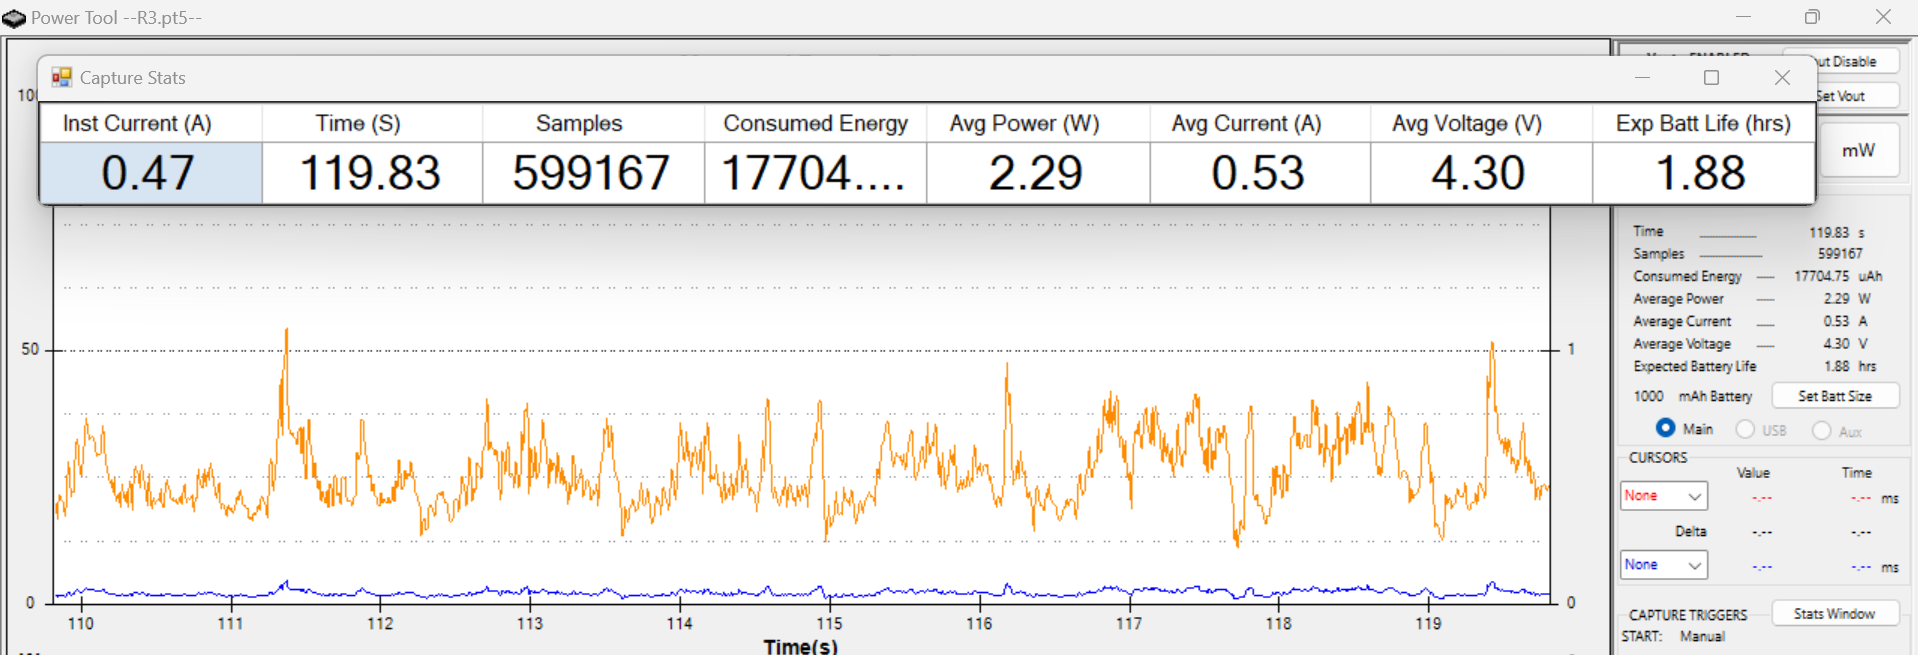 Power Tool --R3.pt5--
Capture Stats
Inst Current (A) Time (S) Samples Consumed Energy Avg Power (W) Avg Current (A) Avg Voltage (V) Exp Batt Life (hrs)
0.47 119.83 599167 17704.... 2.29 0.53 4.30 1.88
ut Disable
Set Vout
mW
Time 119.83 s
Samples 599167
Consumed Energy 17704.75 uAh
Average Power 2.29 W
Average Current 0.53 A
Average Voltage 4.30 V
Expected Battery Life 1.88 hrs
1000 mAh Battery Set Batt Size
Main USB Aux
CURSORS
Value Time
None -.-- -.-- ms
Delta -.-- -.--
None -.-- -.-- ms
CAPTURE TRIGGERS Stats Window
START: Manual
10
50 1
0 0
110 111 112 113 114 115 116 117 118 119
Time(s)